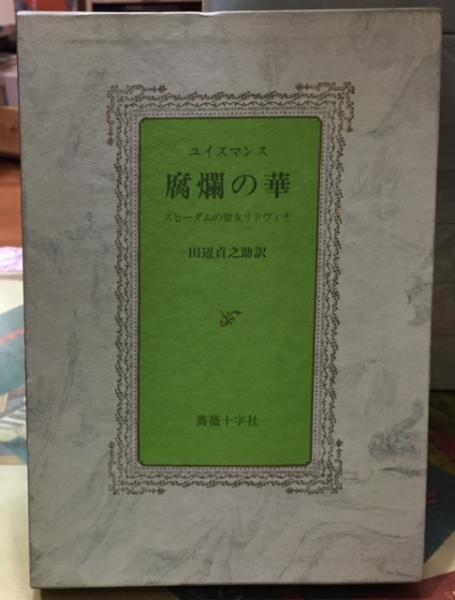 ユイスマンス
腐爛の華
スヒーダムの聖女リドヴィナ
田辺貞之助訳
薔薇十字社